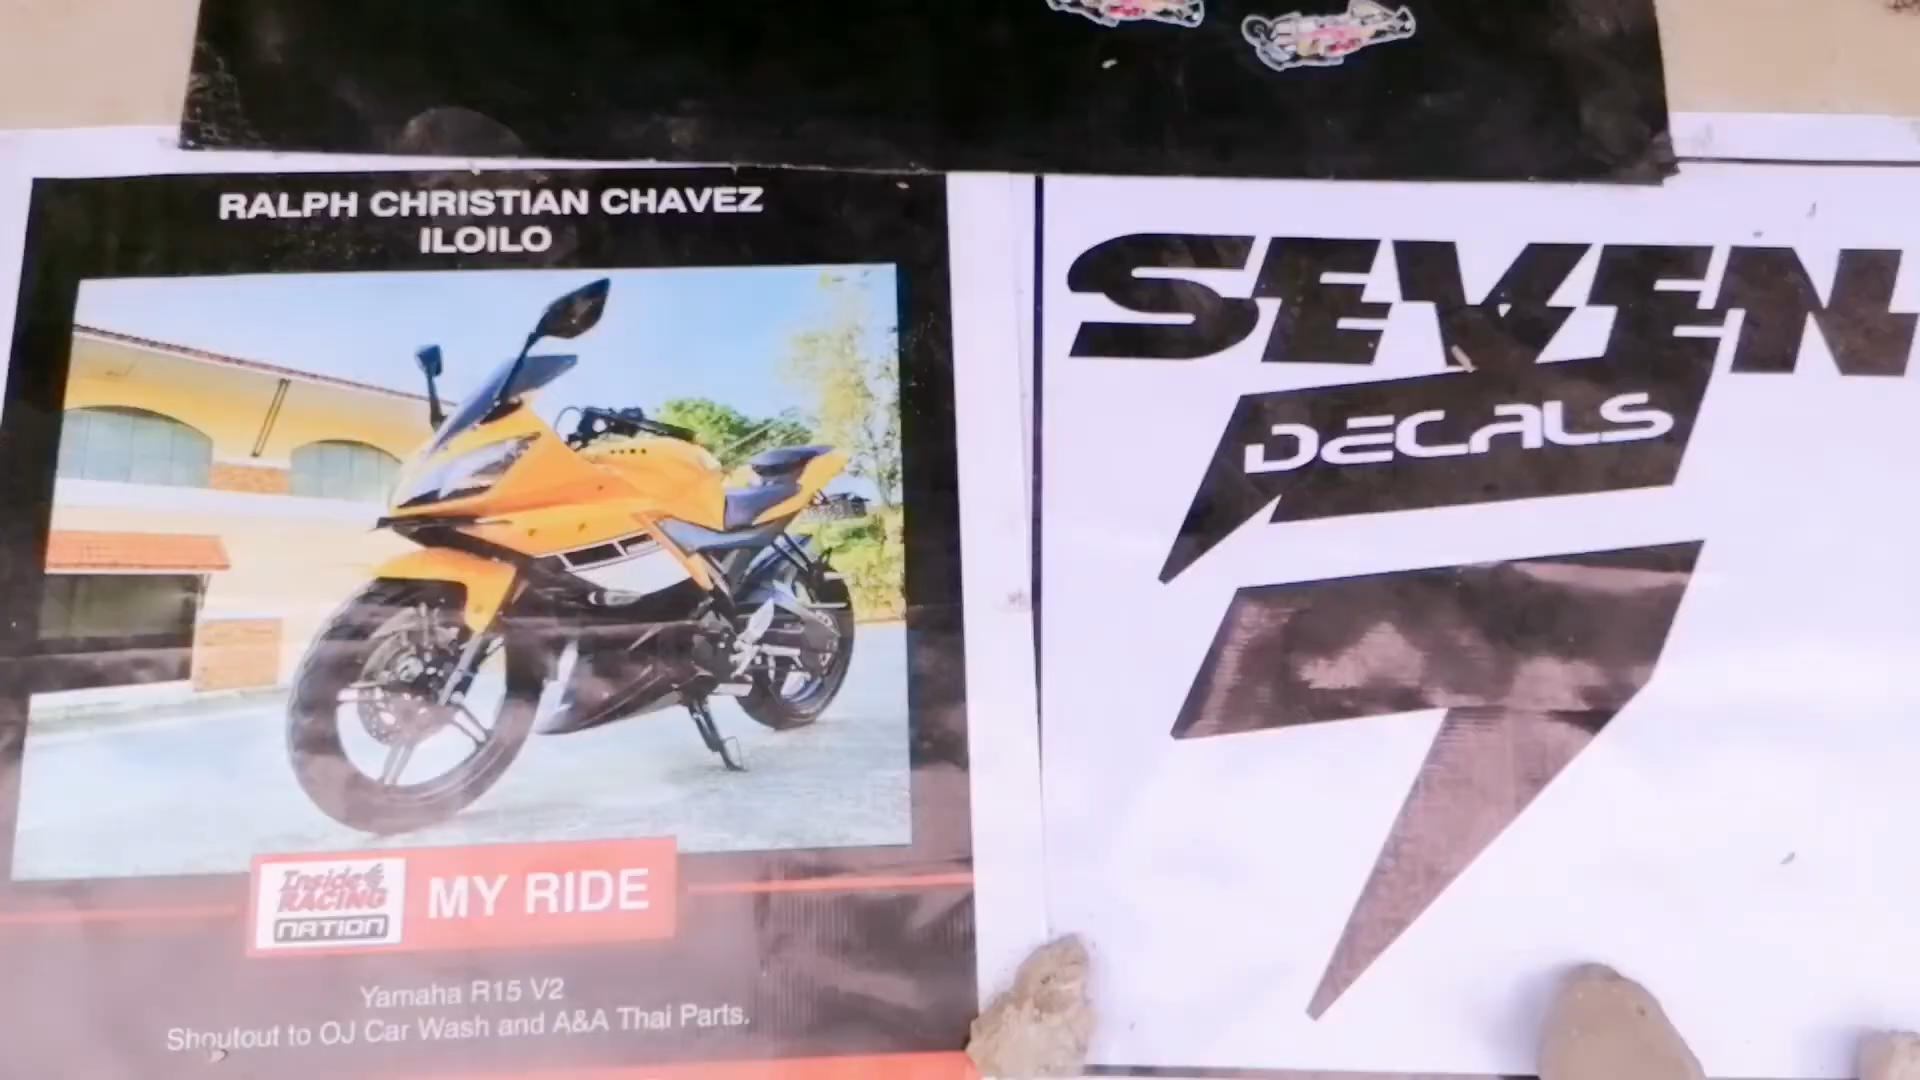 RALPH CHRISTIAN CHAVEZ
ILOILO
Inside
RACING
NATION
MY RIDE
Yamaha R15 V2
Shoutout to OJ Car Wash and A&A Thai Parts.
SEVEN
DECALS
7